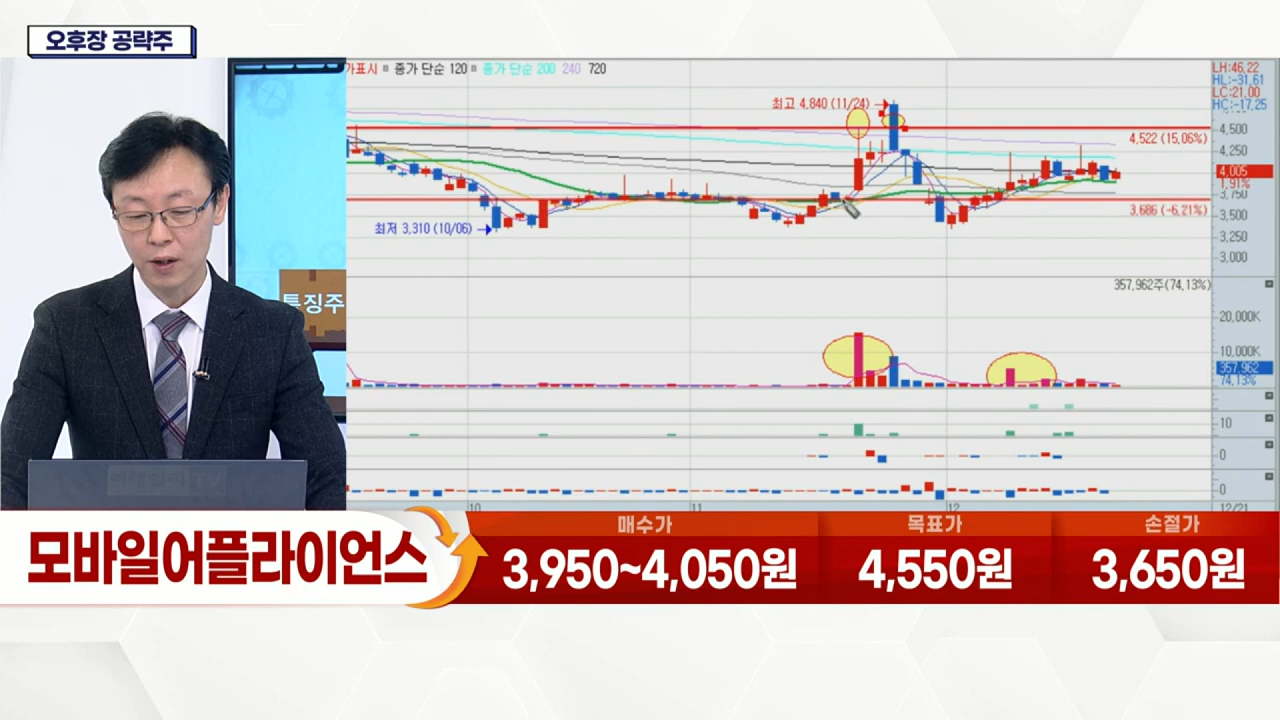 오후장 공략주
가표시 종가 단순 120 종가 단순 200 240 720
LH:46,22
HL:-31,61
LC:21,00
HC:-17,25
최고 4,840 (11/24)
4,500
4,522 (15,06%)
4,250
4,005
1,91%
3,750
3,686 (-6,21%)
3,500
최저 3,310 (10/06)
3,250
3,000
특징주
357,962주(74,13%)
20,000K
10,000K
357,962
74,13%
10
0
0
10 11 12 12/21
모바일어플라이언스
매수가 목표가 손절가
3,950~4,050원 4,550원 3,650원